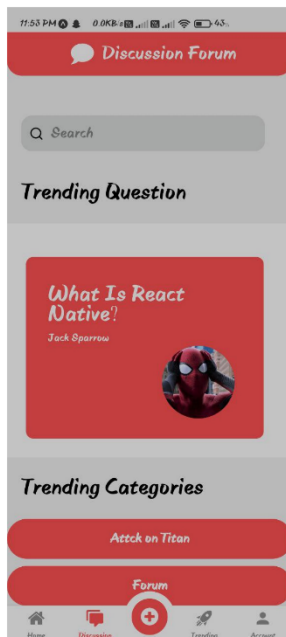 11:53 PM 0.0KB/s 43
Discussion Forum
Search
Trending Question
What Is React
Native?
Jack Sparrow
Trending Categories
Attck on Titan
Forum
Home Discussion Trending Account